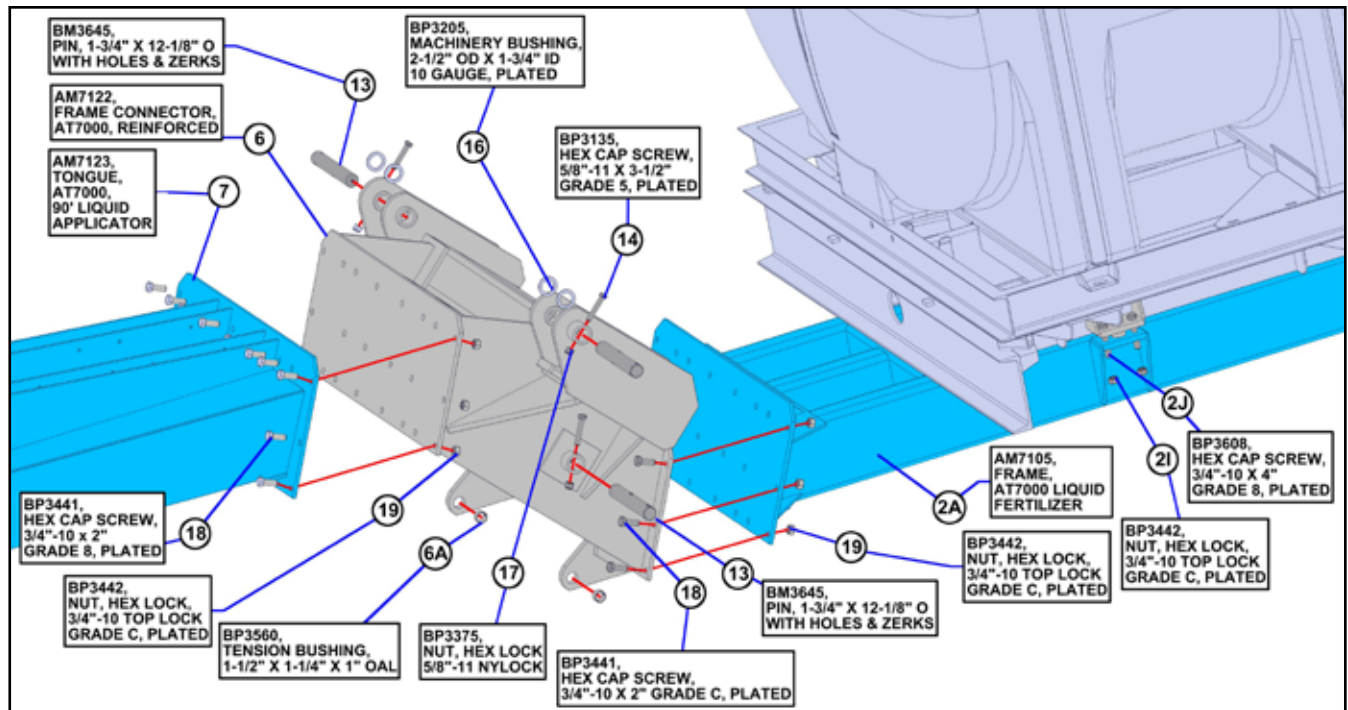 BM3645,
PIN, 1-3/4" X 12-1/8" O
WITH HOLES & ZERKS
13
AM7122,
FRAME CONNECTOR,
AT7000, REINFORCED
6
AM7123,
TONGUE,
AT7000,
90' LIQUID
APPLICATOR
7
BP3205,
MACHINERY BUSHING,
2-1/2" OD X 1-3/4" ID
10 GAUGE, PLATED
16
BP3135,
HEX CAP SCREW,
5/8"-11 X 3-1/2"
GRADE 5, PLATED
14
BP3441,
HEX CAP SCREW,
3/4"-10 x 2"
GRADE 8, PLATED
18
BP3442,
NUT, HEX LOCK,
3/4"-10 TOP LOCK
GRADE C, PLATED
19
BP3560,
TENSION BUSHING,
1-1/2" X 1-1/4" X 1" OAL
6A
BP3375,
NUT, HEX LOCK
5/8"-11 NYLOCK
17
BP3441,
HEX CAP SCREW,
3/4"-10 X 2" GRADE C, PLATED
18
BM3645,
PIN, 1-3/4" X 12-1/8" O
WITH HOLES & ZERKS
13
AM7105,
FRAME,
AT7000 LIQUID
FERTILIZER
2A
BP3442,
NUT, HEX LOCK,
3/4"-10 TOP LOCK
GRADE C, PLATED
19
BP3442,
NUT, HEX LOCK,
3/4"-10 TOP LOCK
GRADE C, PLATED
2I
BP3608,
HEX CAP SCREW,
3/4"-10 X 4"
GRADE 8, PLATED
2J